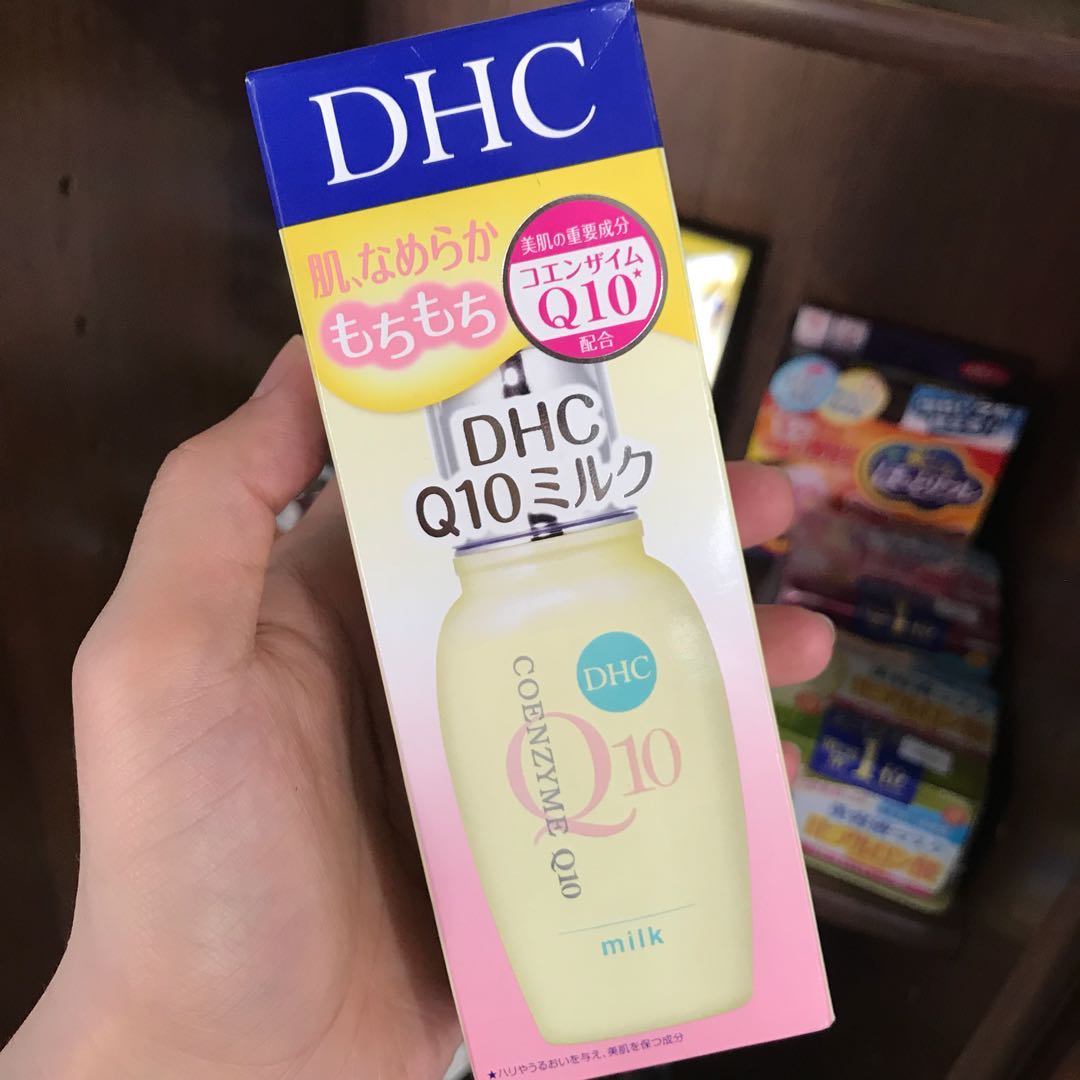 DHC
肌、なめらか
もちもち
美肌の重要成分
コエンザイム
Q10★
配合
DHC
Q10ミルク
DHC
COENZYME Q10
Q10
milk
★ハリやうるおいを与え、美肌を保つ成分